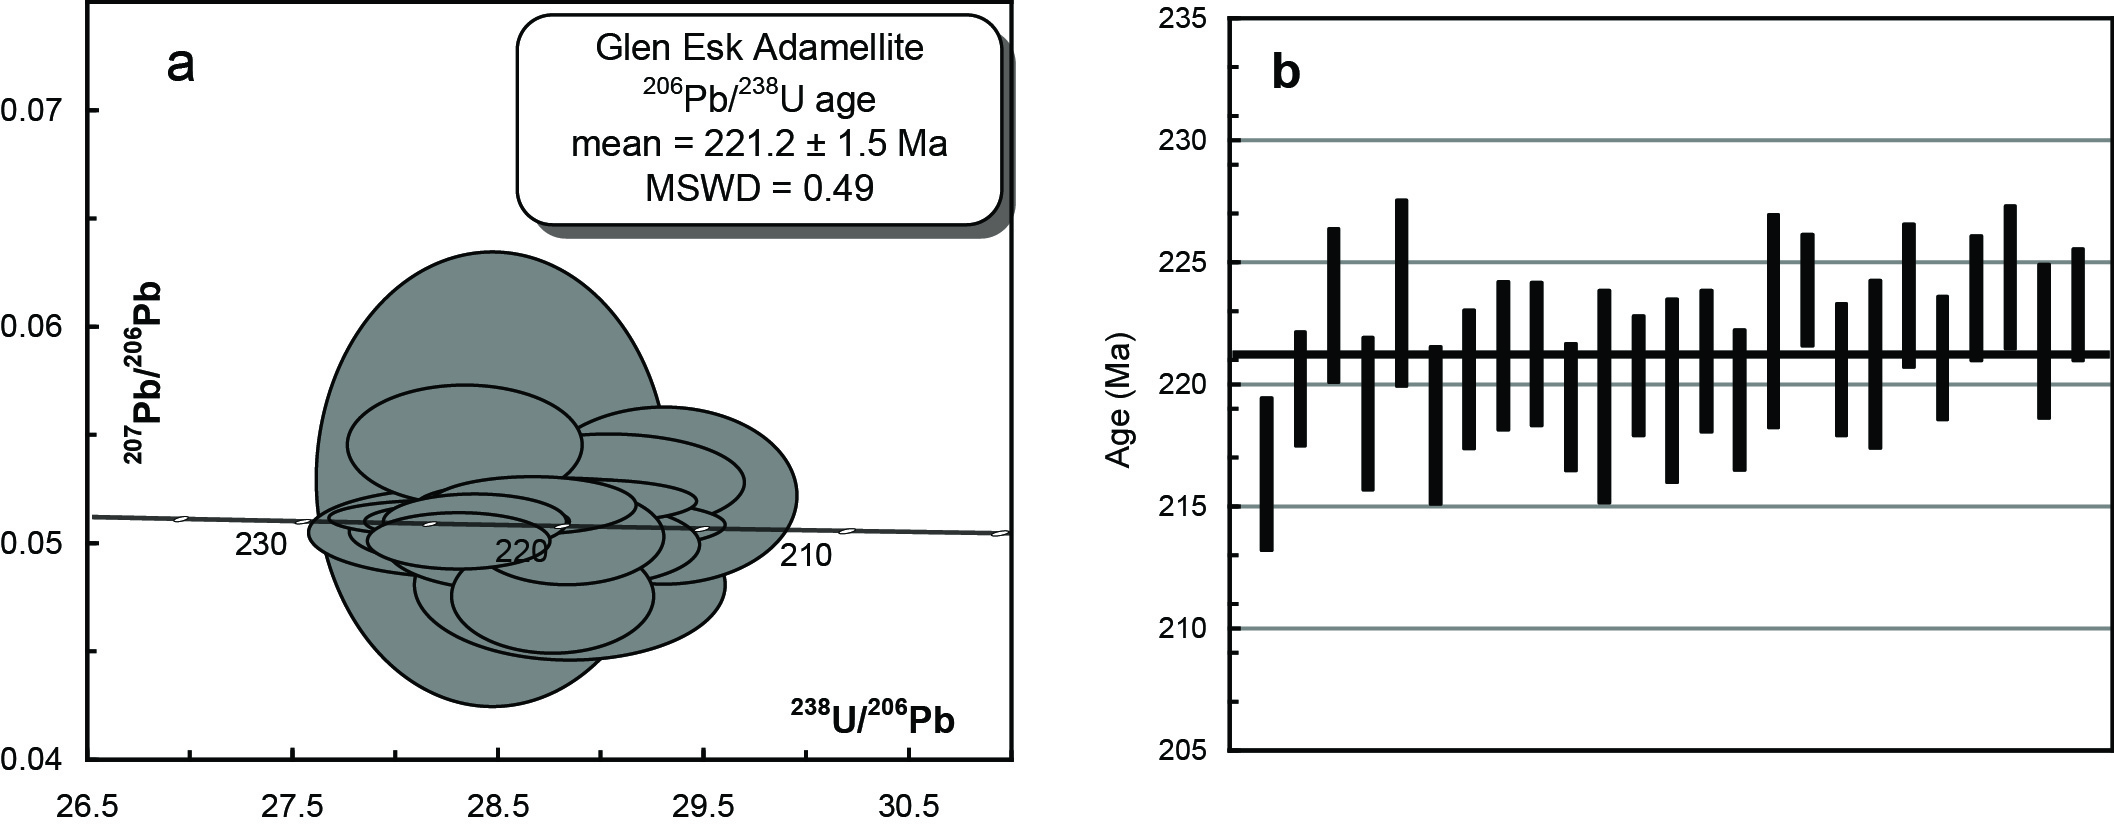 a
Glen Esk Adamellite
²⁰⁶Pb/²³⁸U age
mean = 221.2 ± 1.5 Ma
MSWD = 0.49
0.07
0.06
0.05
0.04
²⁰⁷Pb/²⁰⁶Pb
230
220
210
²³⁸U/²⁰⁶Pb
26.5
27.5
28.5
29.5
30.5
b
235
230
225
220
215
210
205
Age (Ma)